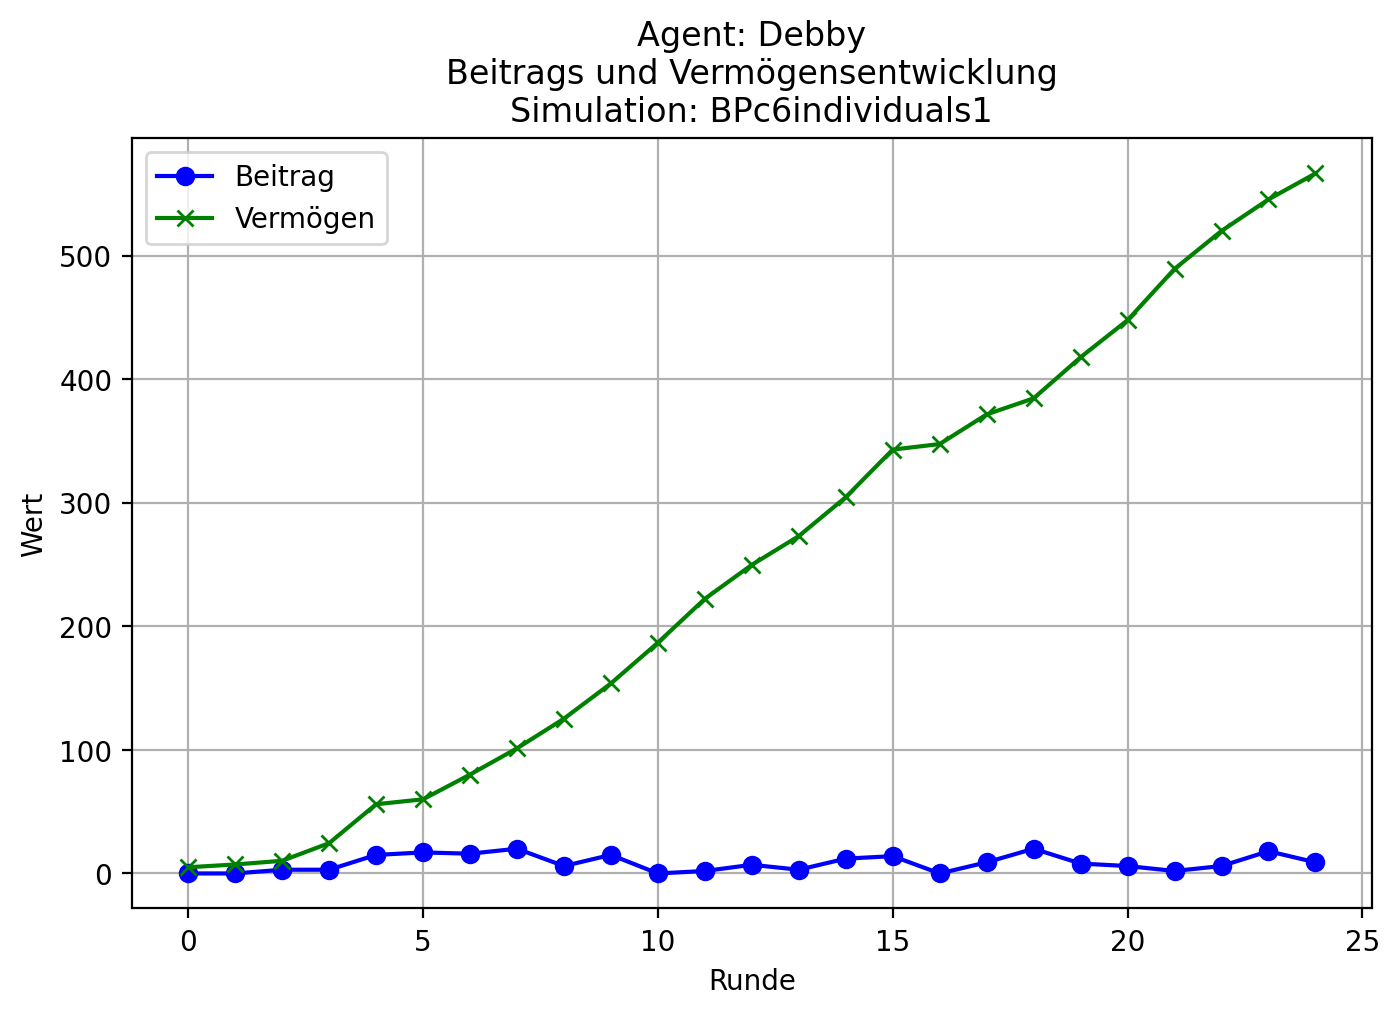 Agent: Debby
Beitrags und Vermögensentwicklung
Simulation: BPc6individuals1
Beitrag
Vermögen
500
400
300
200
100
0
Wert
0 5 10 15 20 25
Runde